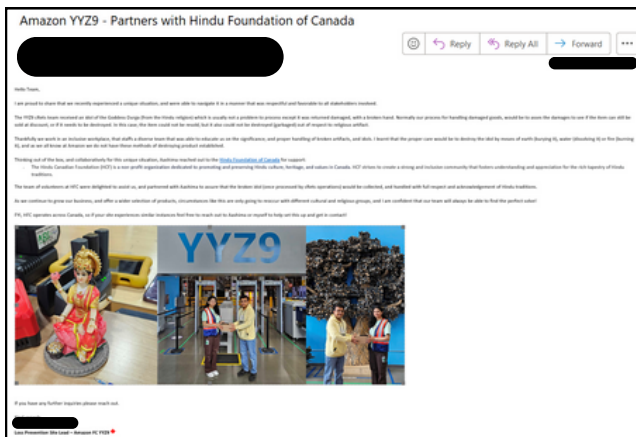 Amazon YYZ9 - Partners with Hindu Foundation of Canada
Reply
Reply All
Forward
Hello Team,
I am proud to share that we recently experienced a unique situation, and were able to navigate it in a manner that was respectful and favorable to all stakeholders involved.
The YYZ9 cRets team received an idol of the Goddess Durga (from the Hindu religion) which is usually not a problem to process except it was returned damaged, with a broken hand. Normally our process for handling damaged goods, would be to assess the damages to see if the item can still be
sold at discount, or if it needs to be destroyed. In this case, the item could not be resold, but it also could not be destroyed (garbaged) out of respect to religious artifact.
Thankfully we work in an inclusive workplace, that staffs a diverse team that was able to educate us on the significance, and proper handling of broken artifacts, and idols. I learnt that the proper care would be to destroy the idol by means of earth (burying it), water (dissolving it) or fire (burning
it), and as we all know at Amazon we do not have these methods of destroying product established.
Thinking out of the box, and collaboratively for this unique situation, Aashima reached out to the Hindu Foundation of Canada for support.
- The Hindu Canadian Foundation (HCF) is a non-profit organization dedicated to promoting and preserving Hindu culture, heritage, and values in Canada. HCF strives to create a strong and inclusive community that fosters understanding and appreciation for the rich tapestry of Hindu
traditions.
The team of volunteers at HFC were delighted to assist us, and partnered with Aashima to assure that the broken idol (once processed by cRets operations) would be collected, and handled with full respect and acknowledgement of Hindu traditions.
As we continue to grow our business, and offer a wider selection of products, circumstances like this are only going to reoccur with different cultural and religious groups, and I am confident that our team will always be able to find the perfect solve!
FYI, HFC operates across Canada, so if your site experiences similar instances feel free to reach out to Aashima or myself to help set this up and get in contact!
YYZ9
If you have any further inquiries please reach out.
Loss Prevention Site Lead – Amazon FC YYZ9